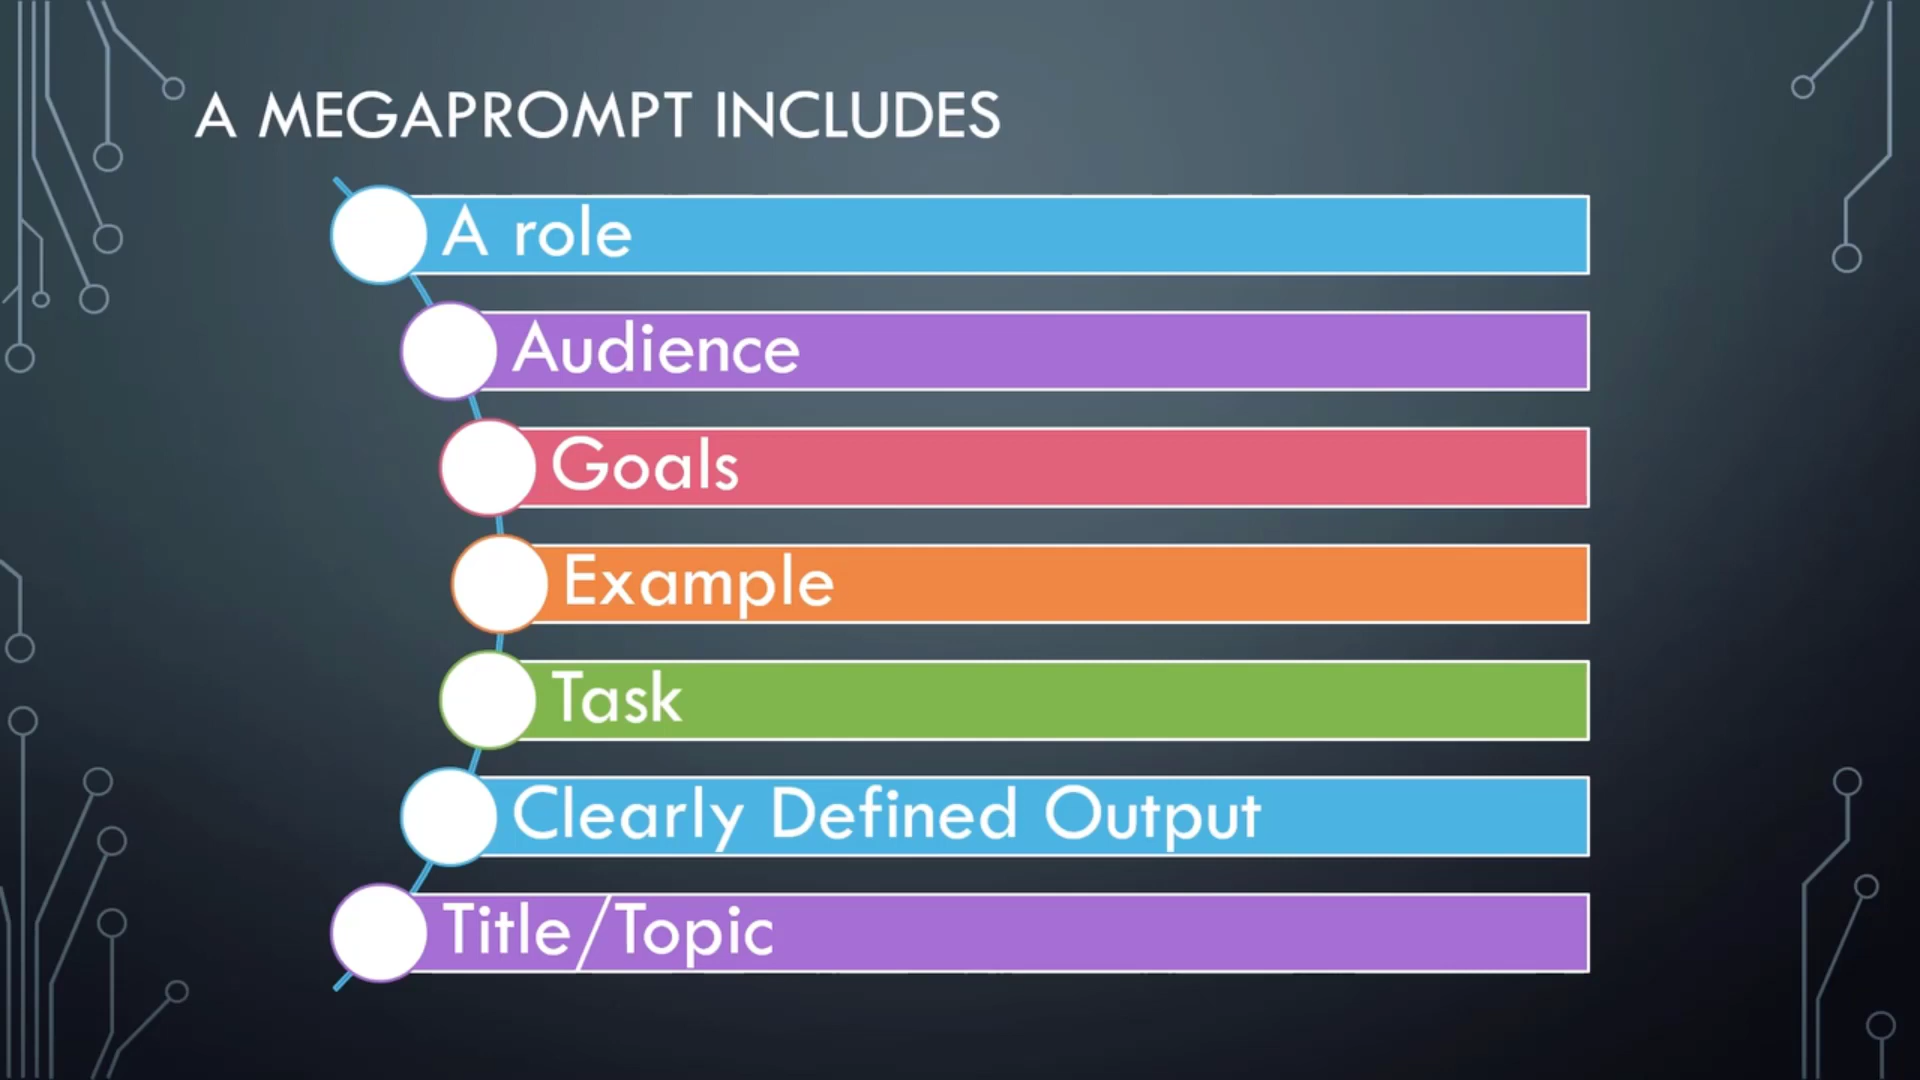 A MEGAPROMPT INCLUDES
A role
Audience
Goals
Example
Task
Clearly Defined Output
Title/Topic